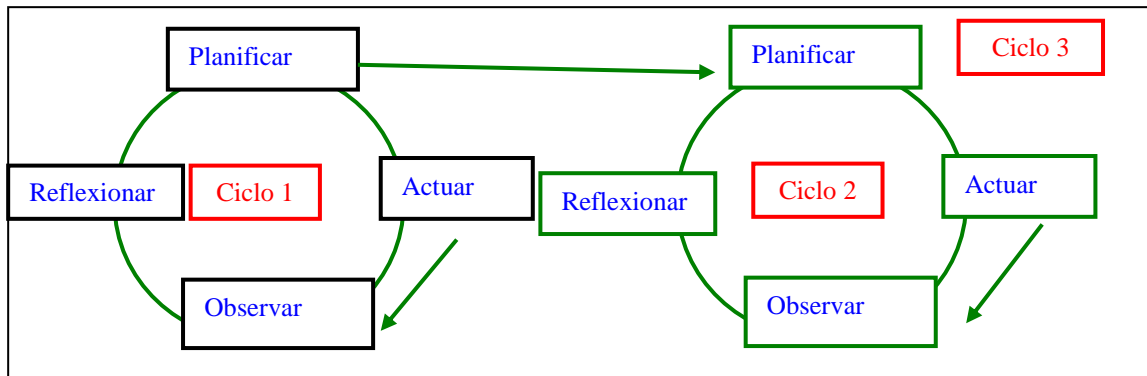 Planificar
Planificar
Ciclo 3
Reflexionar
Ciclo 1
Actuar
Reflexionar
Ciclo 2
Actuar
Observar
Observar